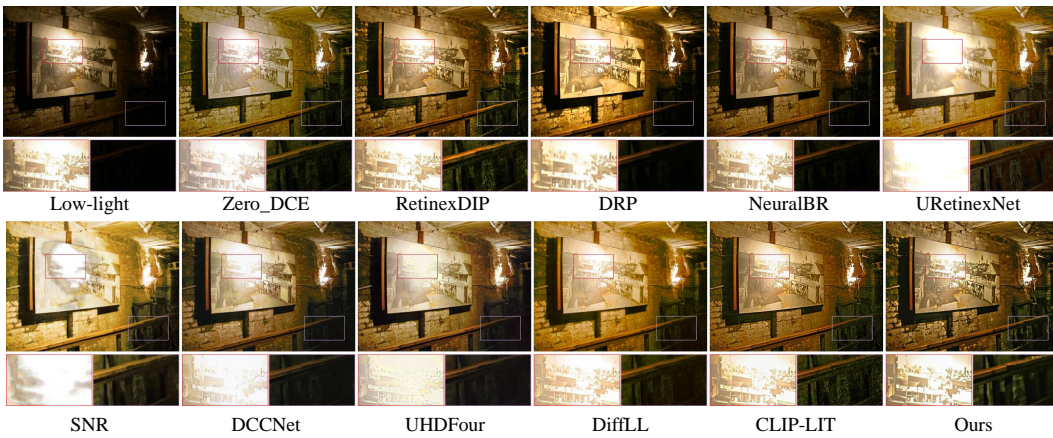 Low-light Zero_DCE RetinexDIP DRP NeuralBR URetinexNet
SNR DCCNet UHDFour DiffLL CLIP-LIT Ours